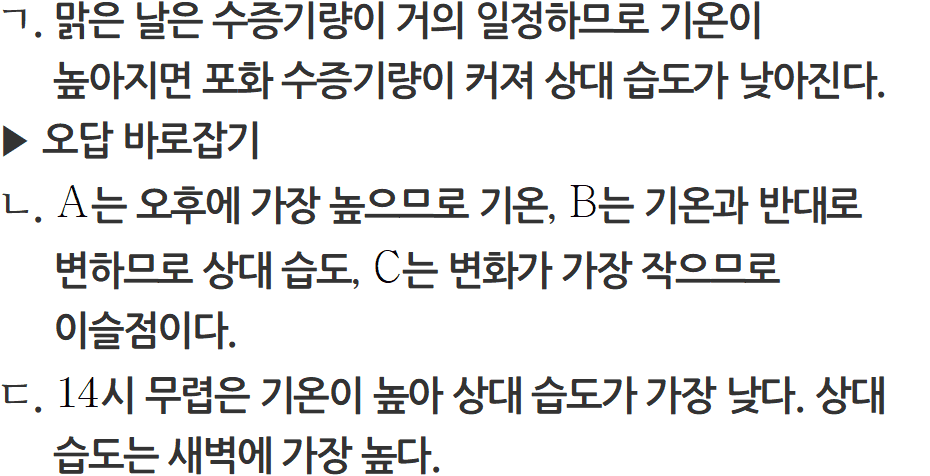 ㄱ. 맑은 날은 수증기량이 거의 일정하므로 기온이
높아지면 포화 수증기량이 커져 상대 습도가 낮아진다.
▶ 오답 바로잡기
ㄴ. A는 오후에 가장 높으므로 기온, B는 기온과 반대로
변하므로 상대 습도, C는 변화가 가장 작으므로
이슬점이다.
ㄷ. 14시 무렵은 기온이 높아 상대 습도가 가장 낮다. 상대
습도는 새벽에 가장 높다.